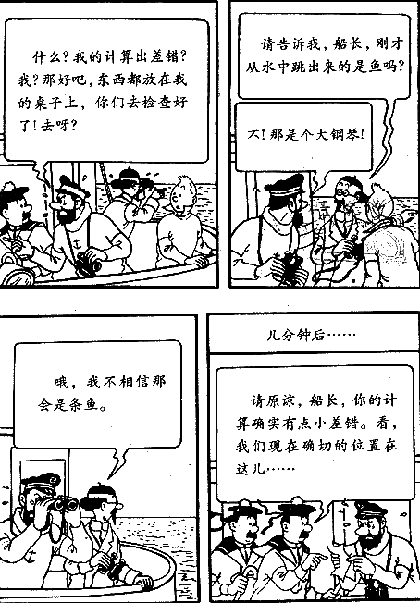 什么?我的计算出差错?
我?那好吧,东西都放在我
的桌子上,你们去检查好
了!去呀?
请告诉我,船长,刚才
从水中跳出来的是鱼吗?
不!那是个大钢琴!
哦,我不相信那
会是条鱼。
几分钟后……
请原谅,船长,你的计
算确实有点小差错。看,
我们现在确切的位置在
这儿……